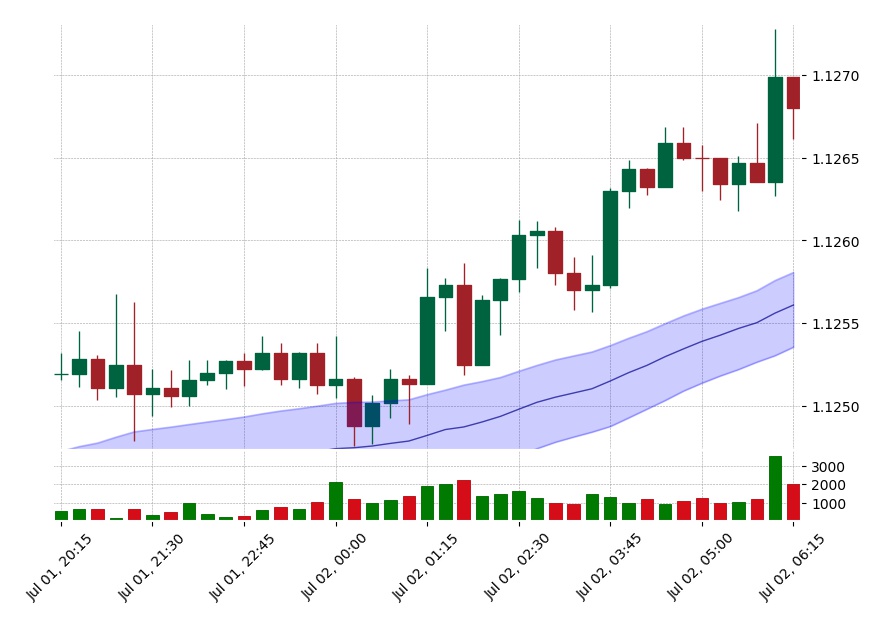 1.1270
1.1265
1.1260
1.1255
1.1250
3000
2000
1000
Jul 01, 20:15
Jul 01, 21:30
Jul 01, 22:45
Jul 02, 00:00
Jul 02, 01:15
Jul 02, 02:30
Jul 02, 03:45
Jul 02, 05:00
Jul 02, 06:15